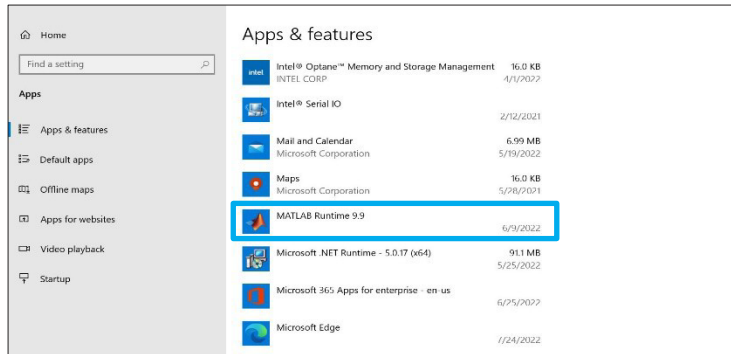 Home
Find a setting
Apps
Apps & features
Default apps
Offline maps
Apps for websites
Video playback
Startup
Apps & features
intel
Intel® Optane™ Memory and Storage Management 16.0 KB
INTEL CORP 4/1/2022
Intel® Serial IO
2/12/2021
Mail and Calendar 6.99 MB
Microsoft Corporation 5/19/2022
Maps 16.0 KB
Microsoft Corporation 5/28/2021
MATLAB Runtime 9.9
6/9/2022
Microsoft .NET Runtime - 5.0.17 (x64) 91.1 MB
5/25/2022
Microsoft 365 Apps for enterprise - en-us
6/25/2022
Microsoft Edge
7/24/2022